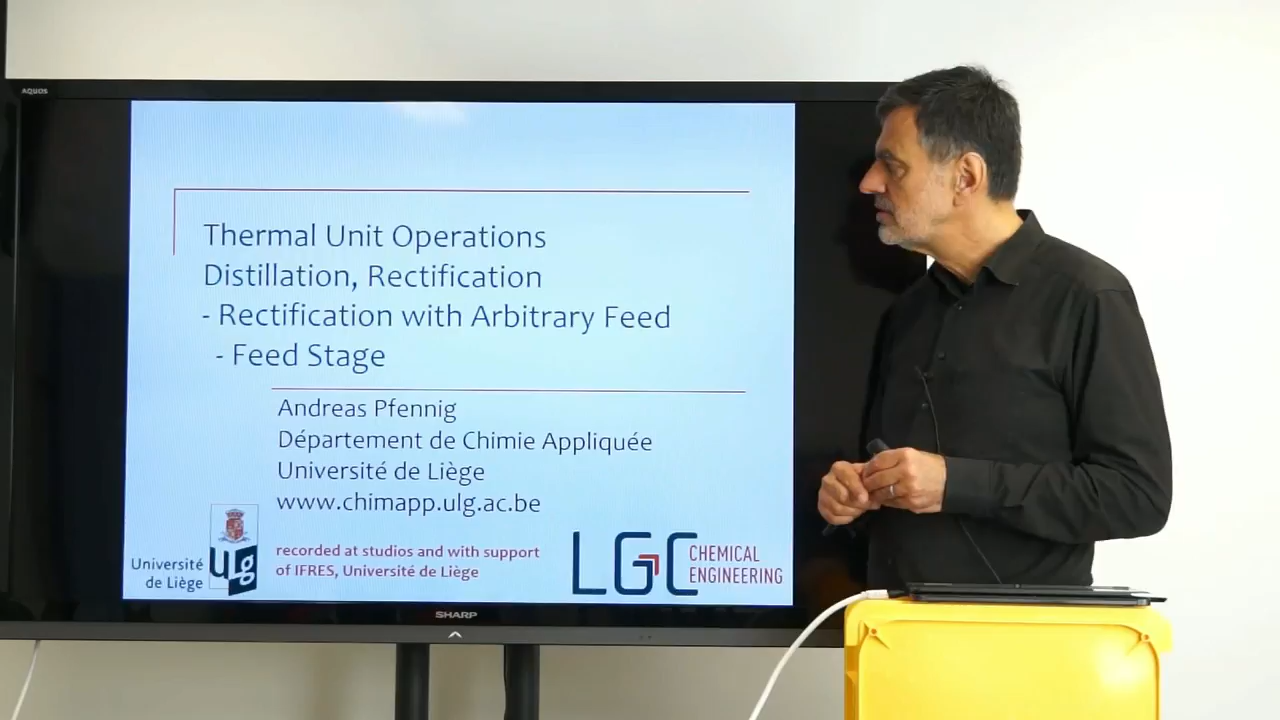 AQUOS
Thermal Unit Operations
Distillation, Rectification
- Rectification with Arbitrary Feed
- Feed Stage
Andreas Pfennig
Département de Chimie Appliquée
Université de Liège
www.chimapp.ulg.ac.be
Université
de Liège
ulg
recorded at studios and with support
of IFRES, Université de Liège
LGC
CHEMICAL
ENGINEERING
SHARP